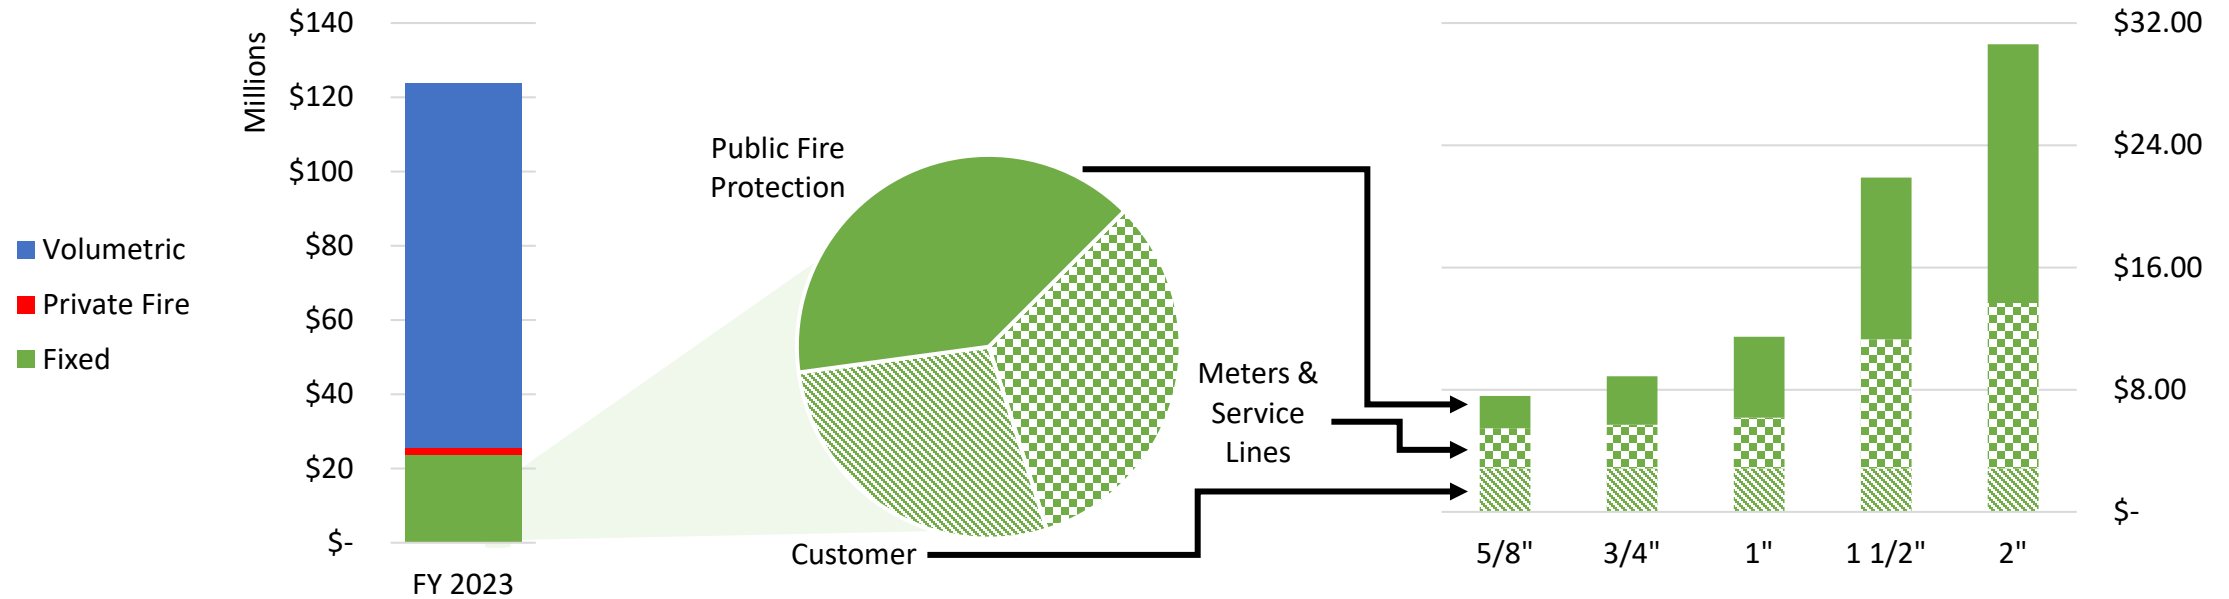 Millions
$140
$120
$100
$80
$60
$40
$20
$-
FY 2023
Volumetric
Private Fire
Fixed
Public Fire
Protection
Meters &
Service
Lines
Customer
$32.00
$24.00
$16.00
$8.00
$-
5/8"
3/4"
1"
1 1/2"
2"